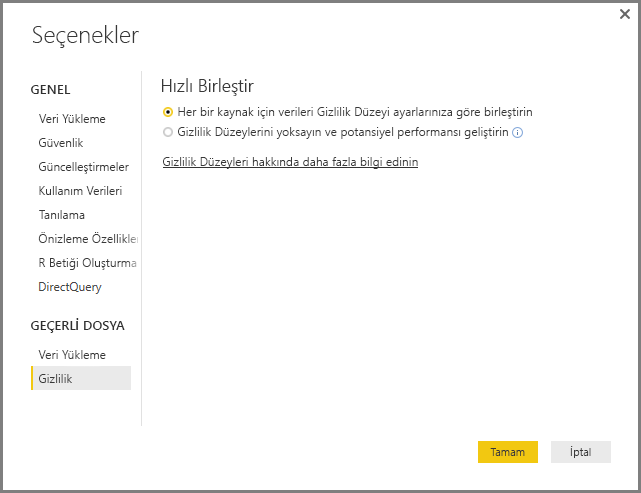 Seçenekler
GENEL
Veri Yükleme
Güvenlik
Güncelleştirmeler
Kullanım Verileri
Tanılama
Önizleme Özellikler
R Betiği Oluşturma
DirectQuery
GEÇERLİ DOSYA
Veri Yükleme
Gizlilik
Hızlı Birleştir
Her bir kaynak için verileri Gizlilik Düzeyi ayarlarınıza göre birleştirin
Gizlilik Düzeylerini yoksayın ve potansiyel performansı geliştirin
Gizlilik Düzeyleri hakkında daha fazla bilgi edinin
Tamam
İptal